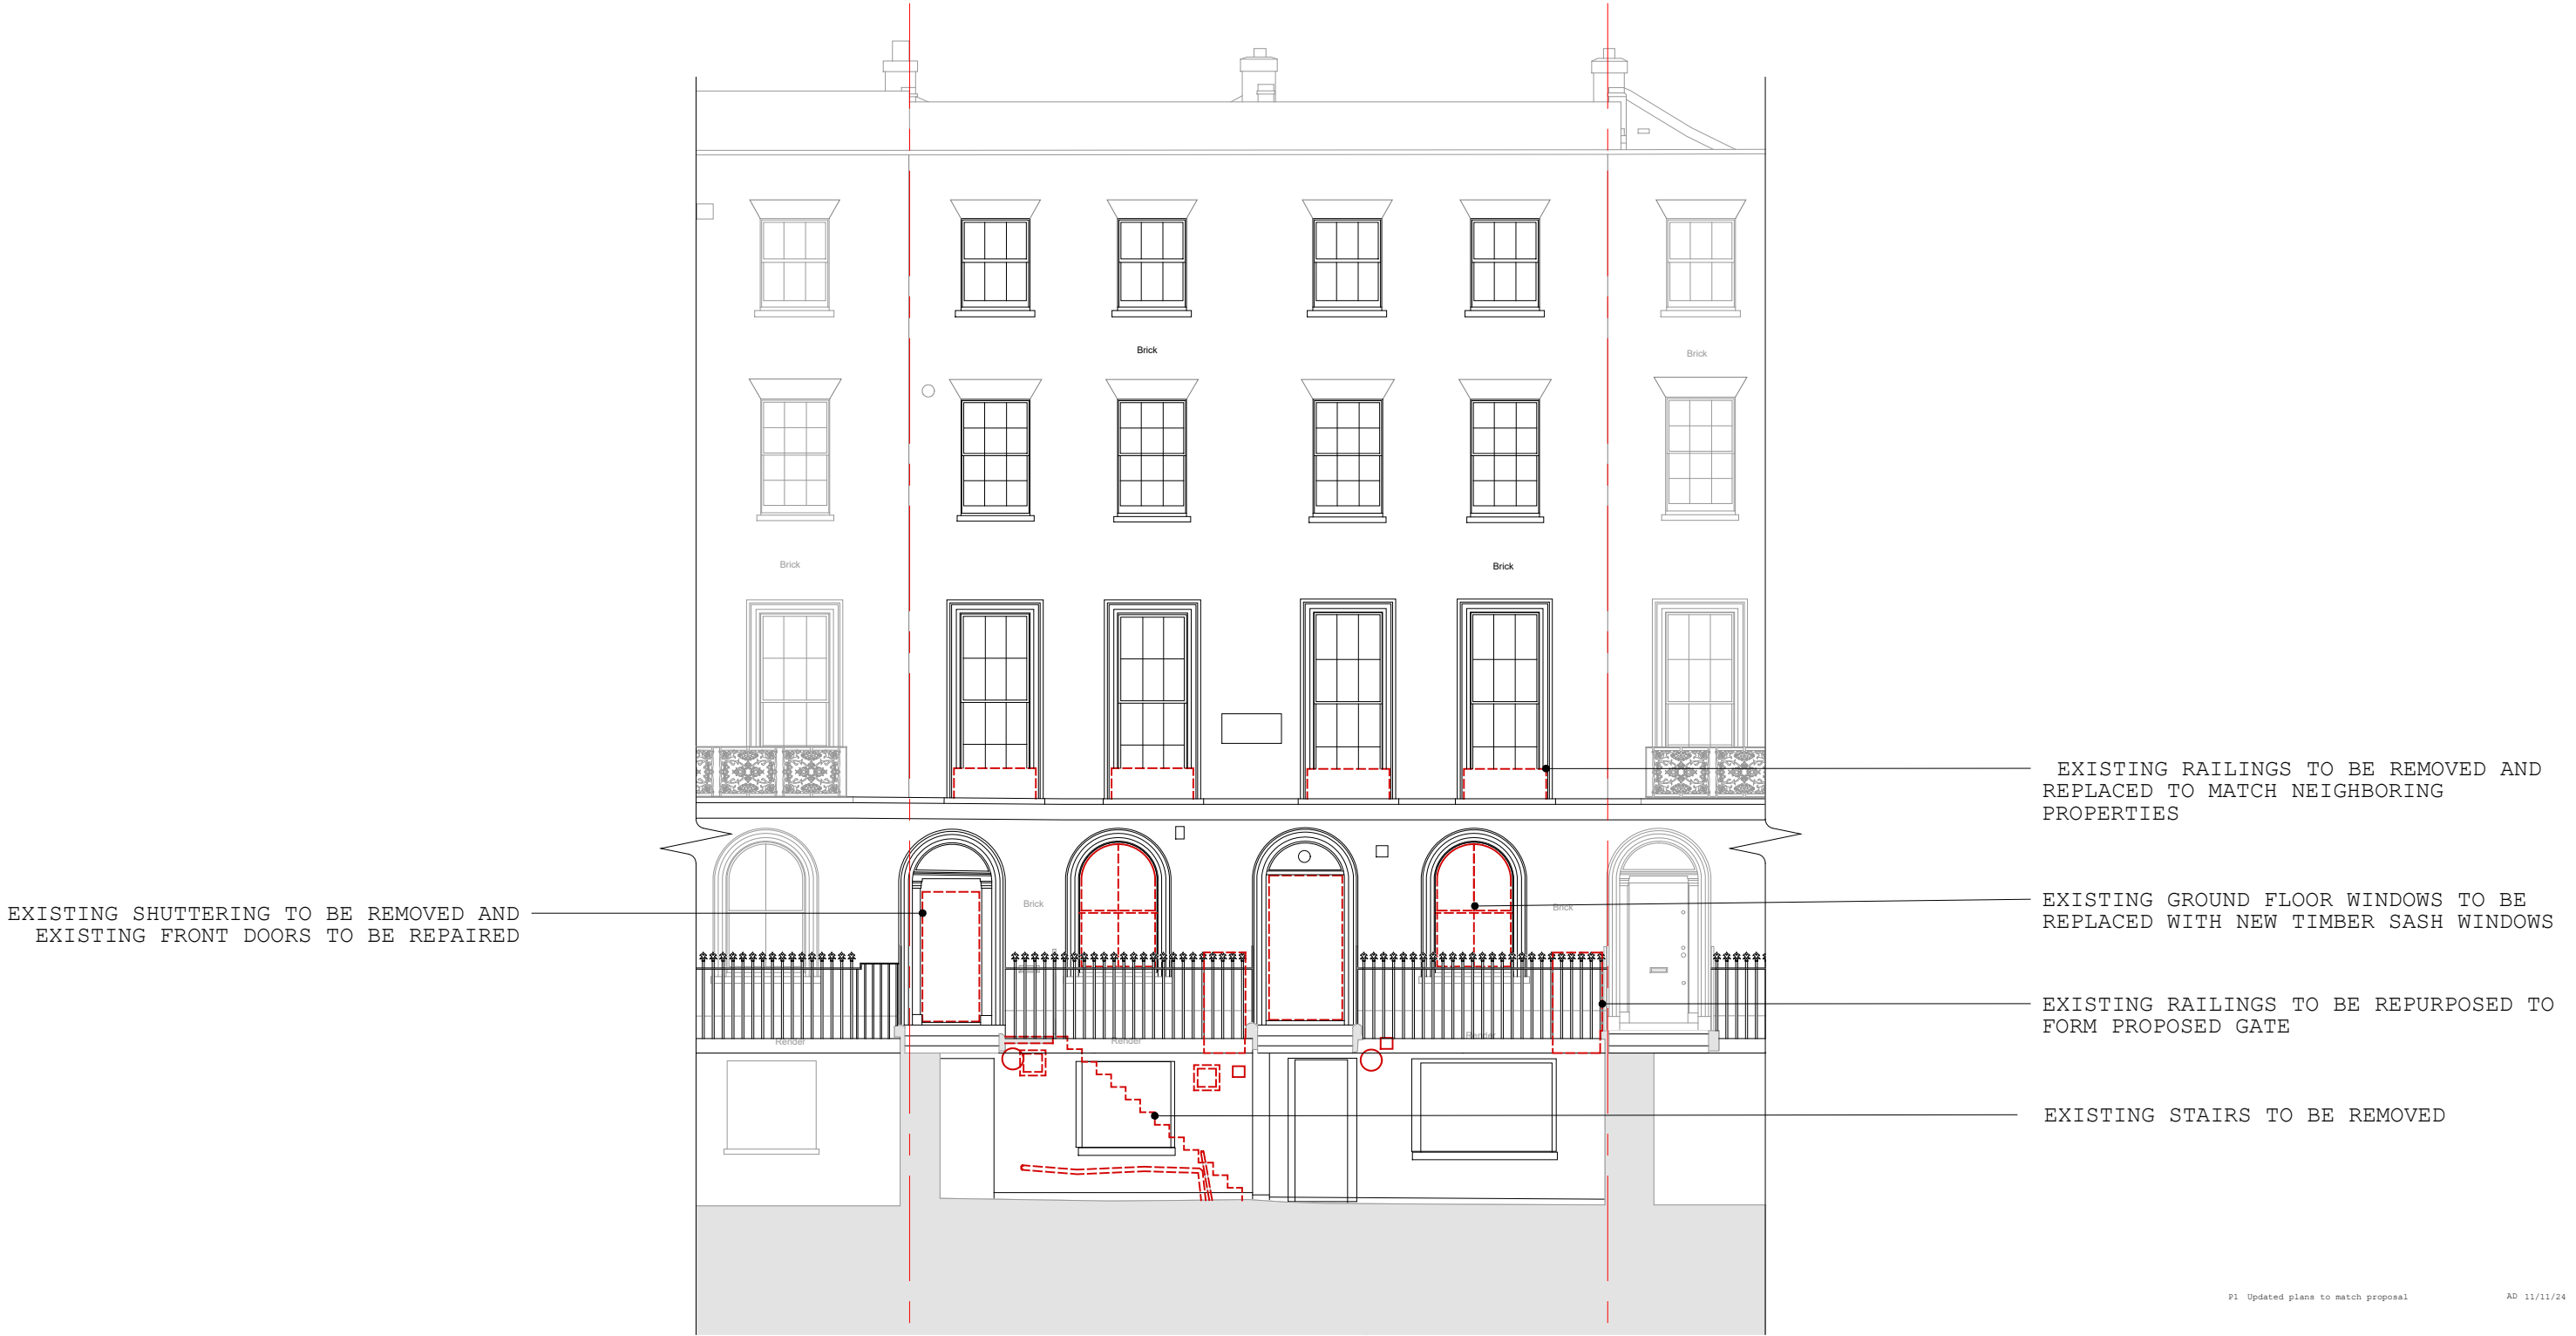 Brick
Brick
Brick
Brick
EXISTING RAILINGS TO BE REMOVED AND
REPLACED TO MATCH NEIGHBORING
PROPERTIES
EXISTING SHUTTERING TO BE REMOVED AND
EXISTING FRONT DOORS TO BE REPAIRED
Brick
Brick
EXISTING GROUND FLOOR WINDOWS TO BE
REPLACED WITH NEW TIMBER SASH WINDOWS
EXISTING RAILINGS TO BE REPURPOSED TO
FORM PROPOSED GATE
Render
Render
Render
EXISTING STAIRS TO BE REMOVED
P1 Updated plans to match proposal AD 11/11/24